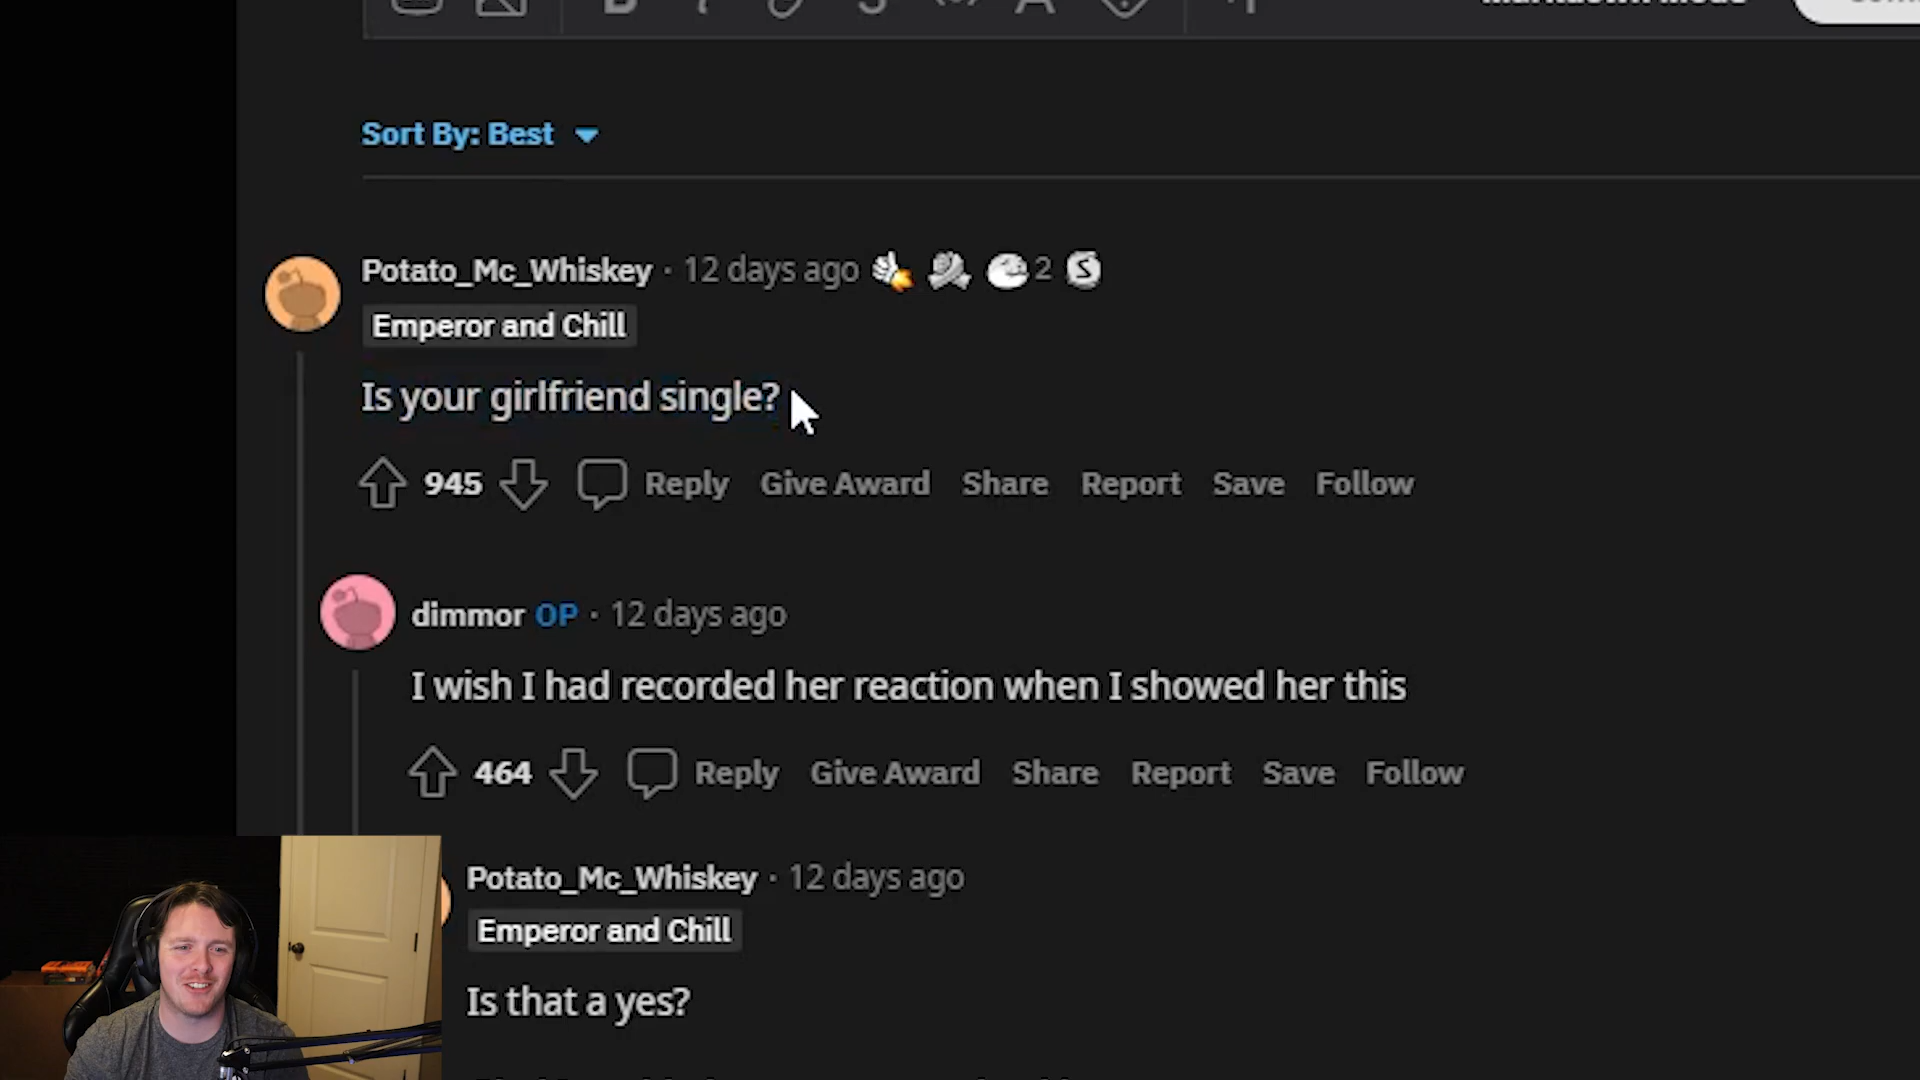 Sort By: Best
Potato_Mc_Whiskey · 12 days ago 2
Emperor and Chill
Is your girlfriend single?
945 Reply Give Award Share Report Save Follow
dimmor OP · 12 days ago
I wish I had recorded her reaction when I showed her this
464 Reply Give Award Share Report Save Follow
Potato_Mc_Whiskey · 12 days ago
Emperor and Chill
Is that a yes?